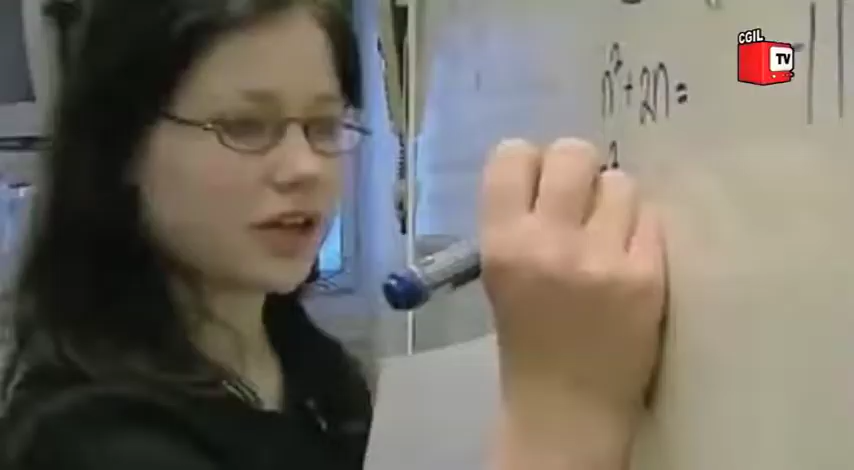 CGIL
TV
n² + 2n =